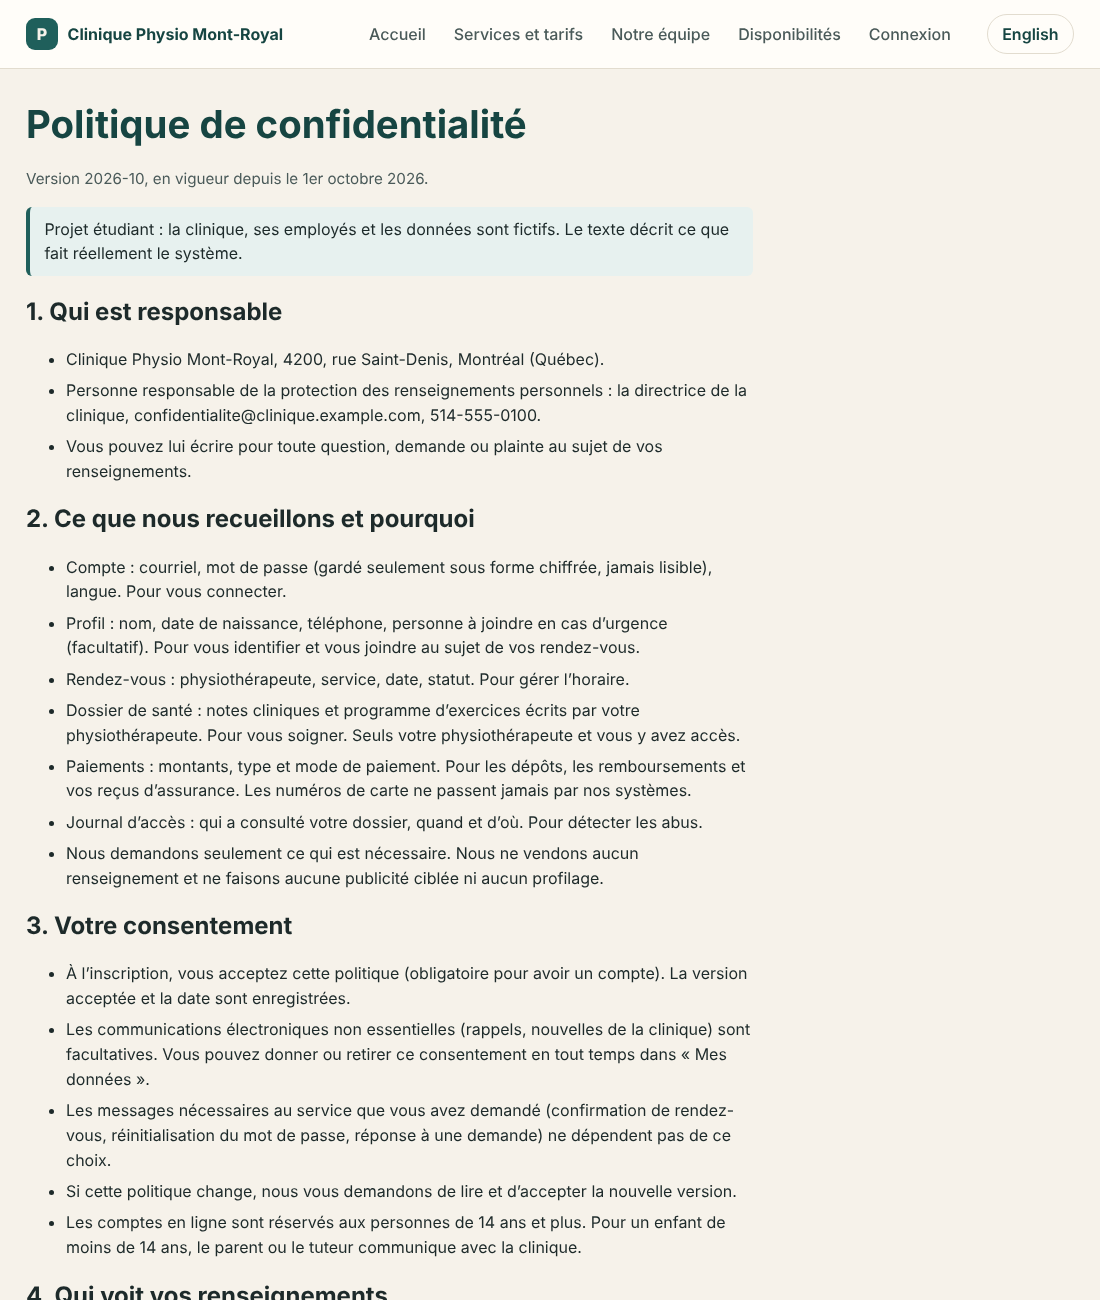 P
Clinique Physio Mont-Royal
Accueil
Services et tarifs
Notre équipe
Disponibilités
Connexion
English
Politique de confidentialité
Version 2026-10, en vigueur depuis le 1er octobre 2026.
Projet étudiant : la clinique, ses employés et les données sont fictifs. Le texte décrit ce que
fait réellement le système.
1. Qui est responsable
• Clinique Physio Mont-Royal, 4200, rue Saint-Denis, Montréal (Québec).
• Personne responsable de la protection des renseignements personnels : la directrice de la
clinique, confidentialite@clinique.example.com, 514-555-0100.
• Vous pouvez lui écrire pour toute question, demande ou plainte au sujet de vos
renseignements.
2. Ce que nous recueillons et pourquoi
• Compte : courriel, mot de passe (gardé seulement sous forme chiffrée, jamais lisible),
langue. Pour vous connecter.
• Profil : nom, date de naissance, téléphone, personne à joindre en cas d’urgence
(facultatif). Pour vous identifier et vous joindre au sujet de vos rendez-vous.
• Rendez-vous : physiothérapeute, service, date, statut. Pour gérer l’horaire.
• Dossier de santé : notes cliniques et programme d’exercices écrits par votre
physiothérapeute. Pour vous soigner. Seuls votre physiothérapeute et vous y avez accès.
• Paiements : montants, type et mode de paiement. Pour les dépôts, les remboursements et
vos reçus d’assurance. Les numéros de carte ne passent jamais par nos systèmes.
• Journal d’accès : qui a consulté votre dossier, quand et d’où. Pour détecter les abus.
• Nous demandons seulement ce qui est nécessaire. Nous ne vendons aucun
renseignement et ne faisons aucune publicité ciblée ni aucun profilage.
3. Votre consentement
• À l’inscription, vous acceptez cette politique (obligatoire pour avoir un compte). La version
acceptée et la date sont enregistrées.
• Les communications électroniques non essentielles (rappels, nouvelles de la clinique) sont
facultatives. Vous pouvez donner ou retirer ce consentement en tout temps dans « Mes
données ».
• Les messages nécessaires au service que vous avez demandé (confirmation de rendez-
vous, réinitialisation du mot de passe, réponse à une demande) ne dépendent pas de ce
choix.
• Si cette politique change, nous vous demandons de lire et d’accepter la nouvelle version.
• Les comptes en ligne sont réservés aux personnes de 14 ans et plus. Pour un enfant de
moins de 14 ans, le parent ou le tuteur communique avec la clinique.
4. Qui voit vos renseignements